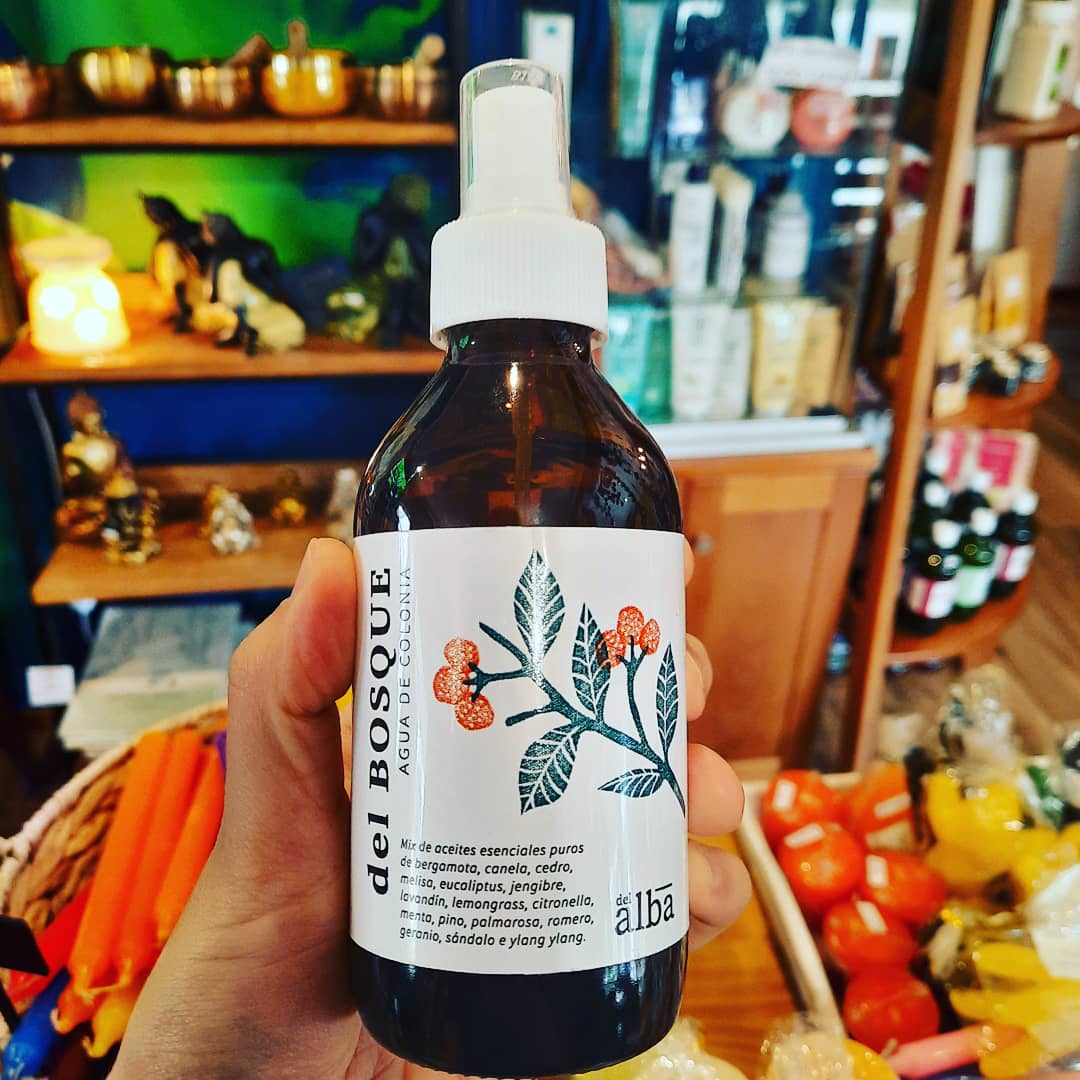 del BOSQUE
AGUA DE COLONIA
Mix de aceites esenciales puros
de bergamota, canela, cedro,
melisa, eucaliptus, jengibre,
lavandín, lemongrass, citronella,
menta, pino, palmarosa, romero,
geranio, sándalo e ylang ylang.
del
alba